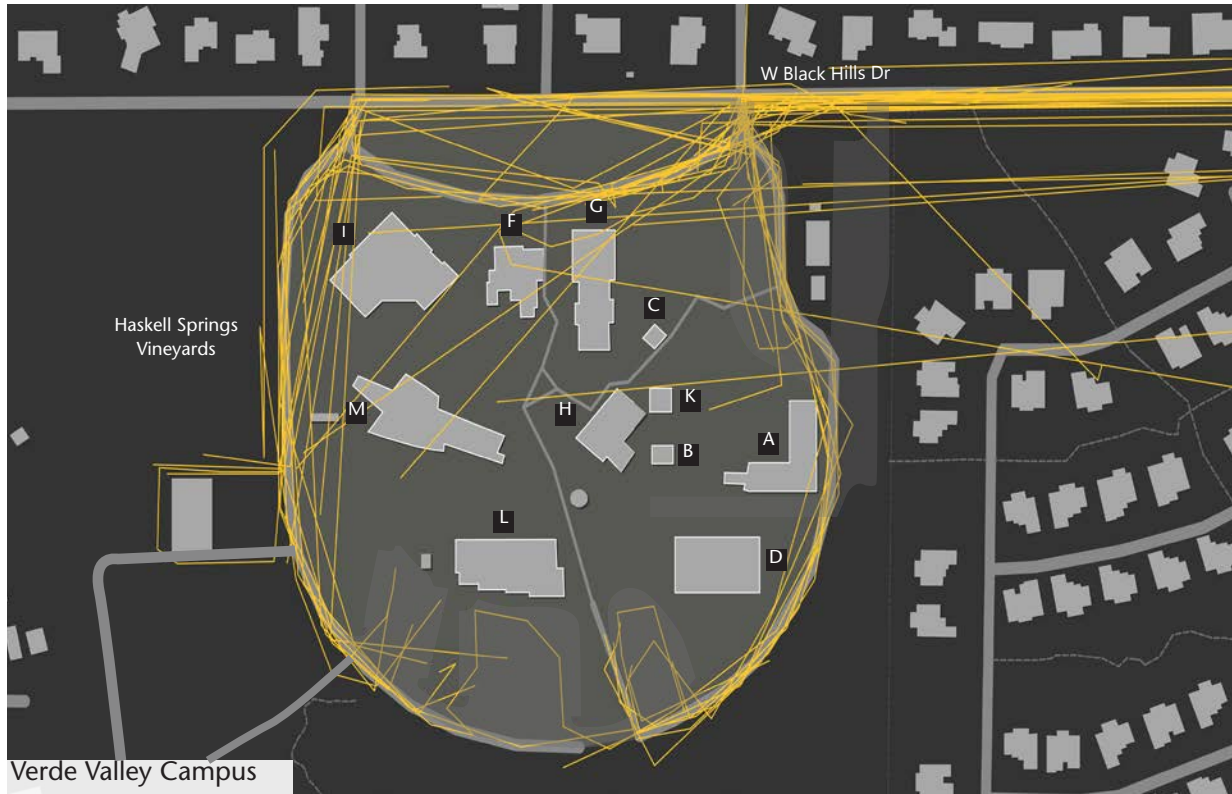 W Black Hills Dr
G
F
I
C
Haskell Springs
Vineyards
K
M
H
A
B
L
D
Verde Valley Campus